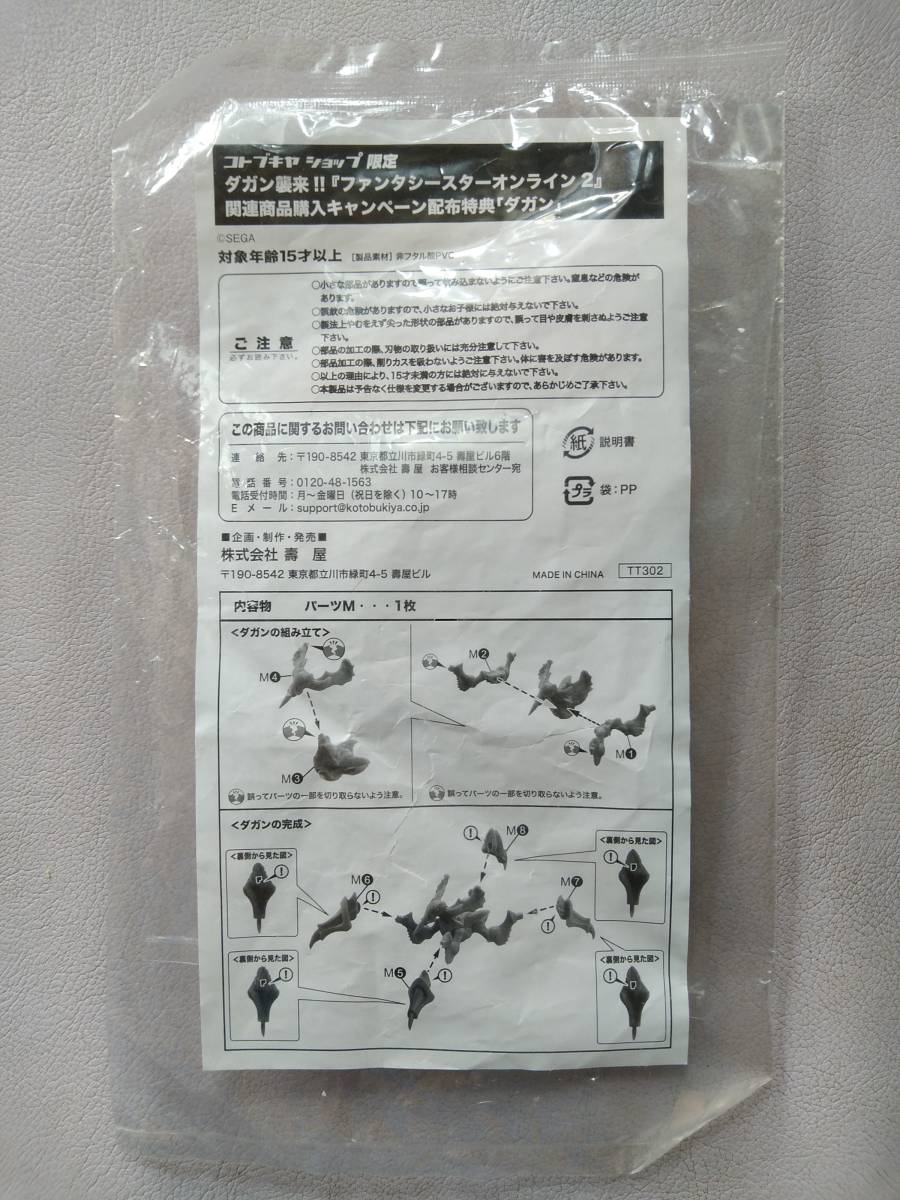 コトブキヤ ショップ 限定
ダガン襲来!!『ファンタシースターオンライン 2』
関連商品購入キャンペーン配布特典「ダガン」
©SEGA
対象年齢15才以上 [製品素材] 非フタル酸PVC
ご 注 意
必ずお読み下さい。
○小さな部品がありますので誤って飲み込まないようにご注意下さい。窒息などの危険が
あります。
○誤飲の危険がありますので、小さなお子様には絶対与えないで下さい。
○製法上やむをえず尖った形状の部品がありますので、誤って目や皮膚を刺さぬようご注意
下さい。
○部品の加工の際、刃物の取り扱いには充分注意して下さい。
○部品加工の際、削りカスを吸わないようご注意下さい。体に害を及ぼす危険があります。
○以上の理由により、15才未満の方には絶対に与えないで下さい。
○本製品は予告なく仕様を変更する場合がございますので、あらかじめご了承下さい。
この商品に関するお問い合わせは下記にお願い致します
連 絡 先:〒190-8542 東京都立川市緑町4-5 壽屋ビル6階
株式会社 壽 屋 お客様相談センター宛
電 話 番 号:0120-48-1563
電話受付時間:月〜金曜日(祝日を除く)10〜17時
E メ ー ル:support@kotobukiya.co.jp
紙 説明書
プラ 袋:PP
■企画・制作・発売■
株式会社 壽 屋
〒190-8542 東京都立川市緑町4-5 壽屋ビル
MADE IN CHINA TT302
内容物 パーツM・・・1枚
<ダガンの組み立て>
M4
M3
誤ってパーツの一部を切り取らないよう注意。
M2
M1
誤ってパーツの一部を切り取らないよう注意。
<ダガンの完成>
M8
<裏側から見た図>
<裏側から見た図>
M6
M7
<裏側から見た図>
<裏側から見た図>
M5